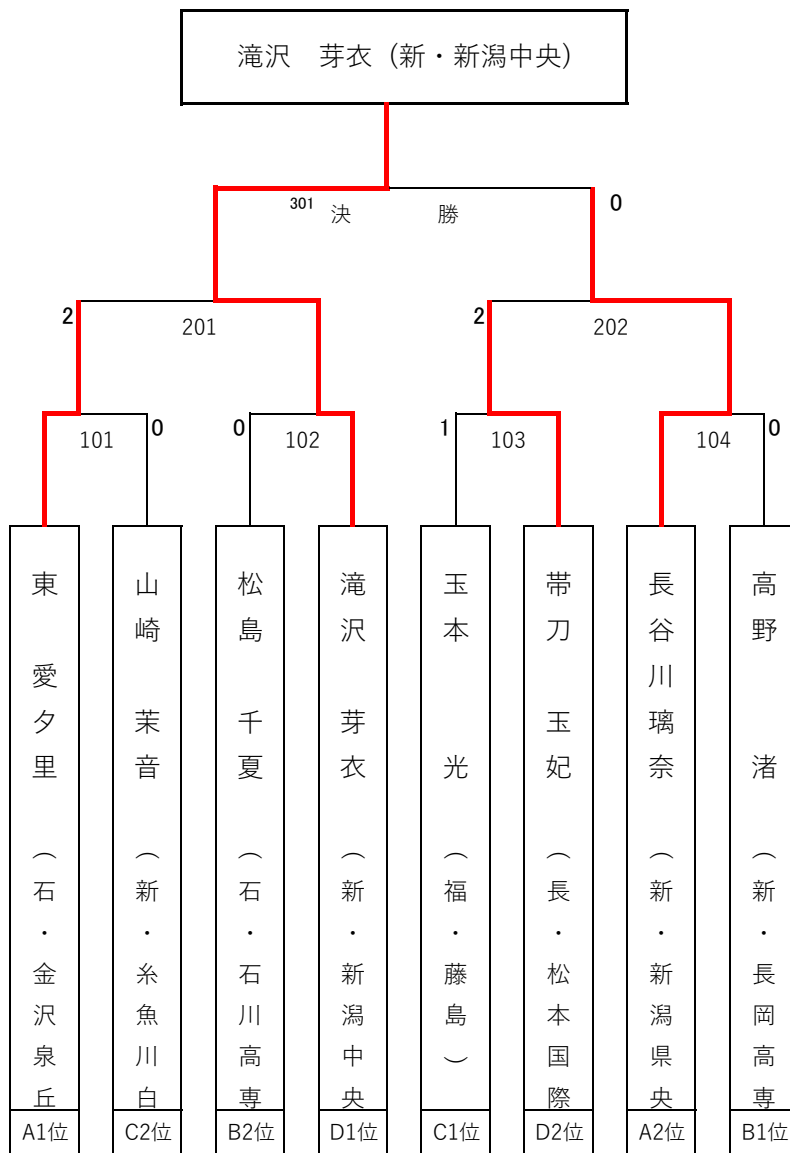 滝沢　芽衣（新・新潟中央）
301 決　　　勝 0
2 201 2 202
101 0 0 102 1 103 104 0
東　愛夕里（石・金沢泉丘
山崎　茉音（新・糸魚川白
松島　千夏（石・石川高専
滝沢　芽衣（新・新潟中央
玉本　　光（福・藤島）
帯刀　玉妃（長・松本国際
長谷川璃奈（新・新潟県央
高野　　渚（新・長岡高専
A1位 C2位 B2位 D1位 C1位 D2位 A2位 B1位